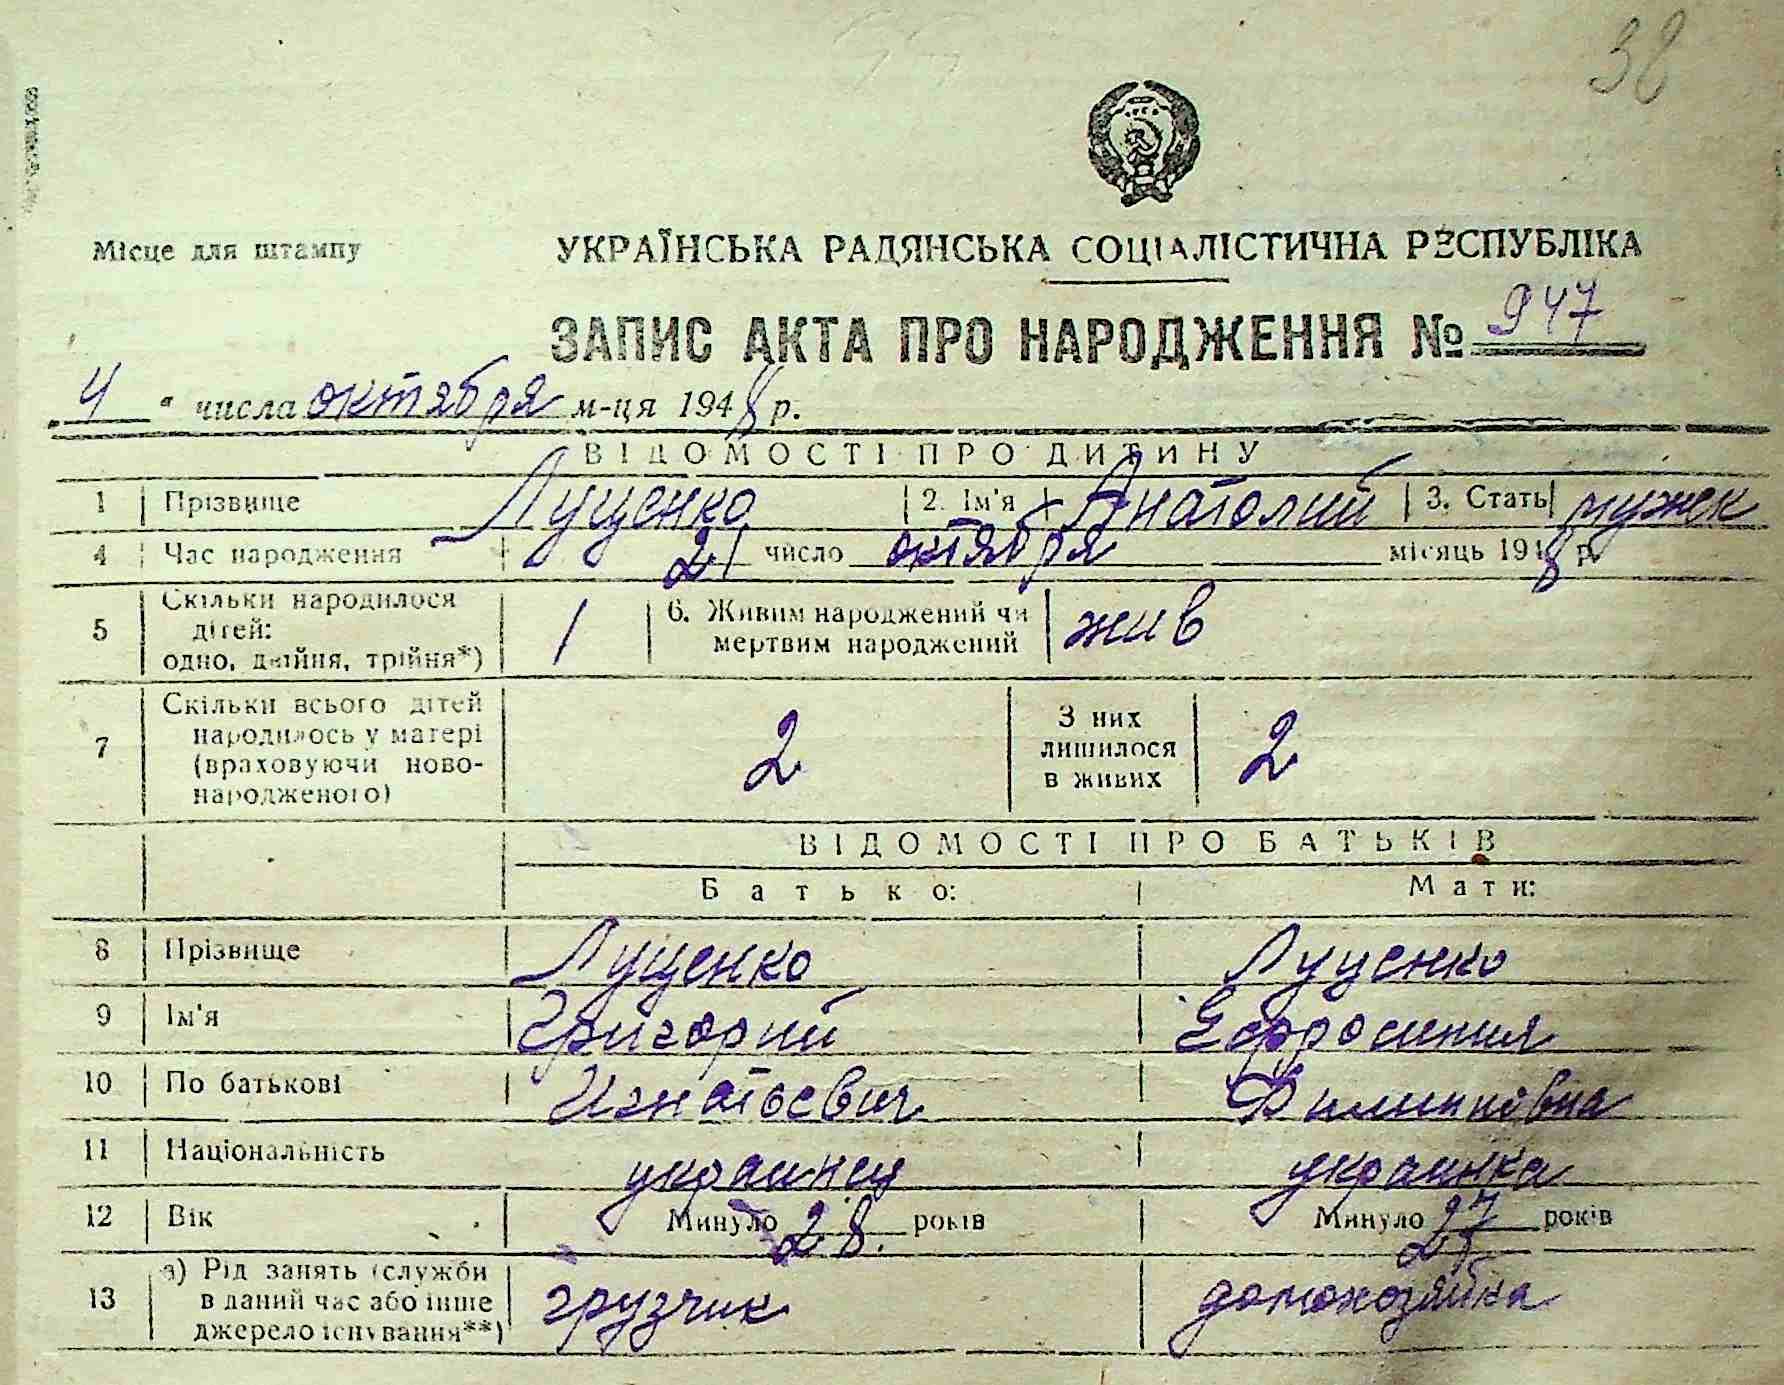 38
Місце для штампу
УКРАЇНСЬКА РАДЯНСЬКА СОЦІАЛІСТИЧНА РЕСПУБЛІКА
ЗАПИС АКТА ПРО НАРОДЖЕННЯ № 947
4 " числа октября м-ця 1948 р.
ВІДОМОСТІ ПРО ДИТИНУ
1 Прізвище Луценко 2. Ім'я Анатолий 3. Стать мужск
4 Час народження 2 число октября місяць 1948 р.
5 Скільки народилося дітей: одно, двійня, трійня*) 1 6. Живим народжений чи мертвим народжений жив
7 Скільки всього дітей народилось у матері (враховуючи новонародженого) 2 З них лишилося в живих 2
ВІДОМОСТІ ПРО БАТЬКІВ
Батько: Мати:
8 Прізвище Луценко Луценко
9 Ім'я Григорий Ефросиния
10 По батькові Игнатьевич Филиповна
11 Національність украинец украинка
12 Вік Минуло 28. років Минуло 27 років
13 а) Рід занять (служби в даний час або інше джерело існування**) грузчик домохозяйка